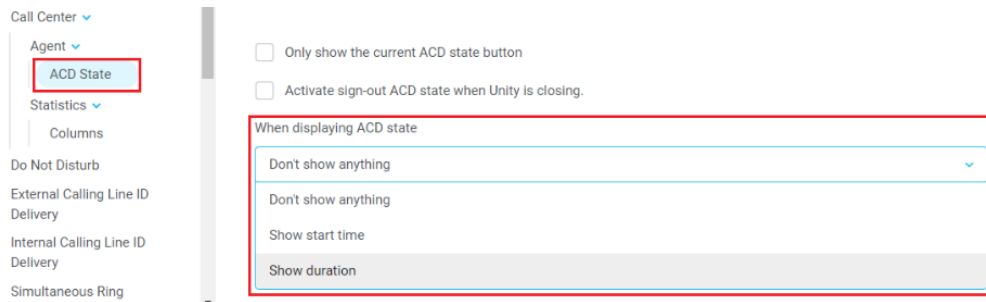 Call Center
Agent
ACD State
Statistics
Columns
Do Not Disturb
External Calling Line ID
Delivery
Internal Calling Line ID
Delivery
Simultaneous Ring
Only show the current ACD state button
Activate sign-out ACD state when Unity is closing.
When displaying ACD state
Don't show anything
Don't show anything
Show start time
Show duration